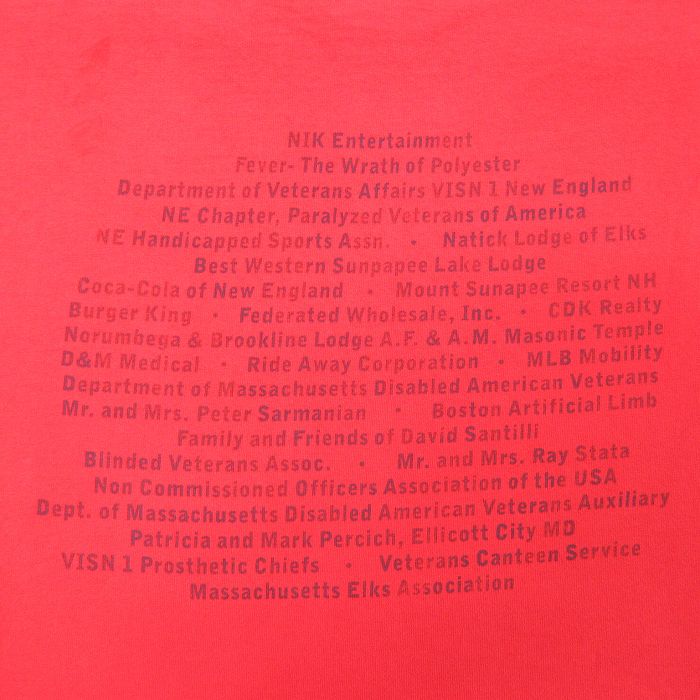 NIK Entertainment
Fever- The Wrath of Polyester
Department of Veterans Affairs VISN 1 New England
NE Chapter, Paralyzed Veterans of America
NE Handicapped Sports Assn. • Natick Lodge of Elks
Best Western Sunpapee Lake Lodge
Coca-Cola of New England • Mount Sunapee Resort NH
Burger King • Federated Wholesale, Inc. • CDK Realty
Norumbega & Brookline Lodge A.F. & A.M. Masonic Temple
D&M Medical • Ride Away Corporation • MLB Mobility
Department of Massachusetts Disabled American Veterans
Mr. and Mrs. Peter Sarmanian • Boston Artificial Limb
Family and Friends of David Santilli
Blinded Veterans Assoc. • Mr. and Mrs. Ray Stata
Non Commissioned Officers Association of the USA
Dept. of Massachusetts Disabled American Veterans Auxiliary
Patricia and Mark Percich, Ellicott City MD
VISN 1 Prosthetic Chiefs • Veterans Canteen Service
Massachusetts Elks Association